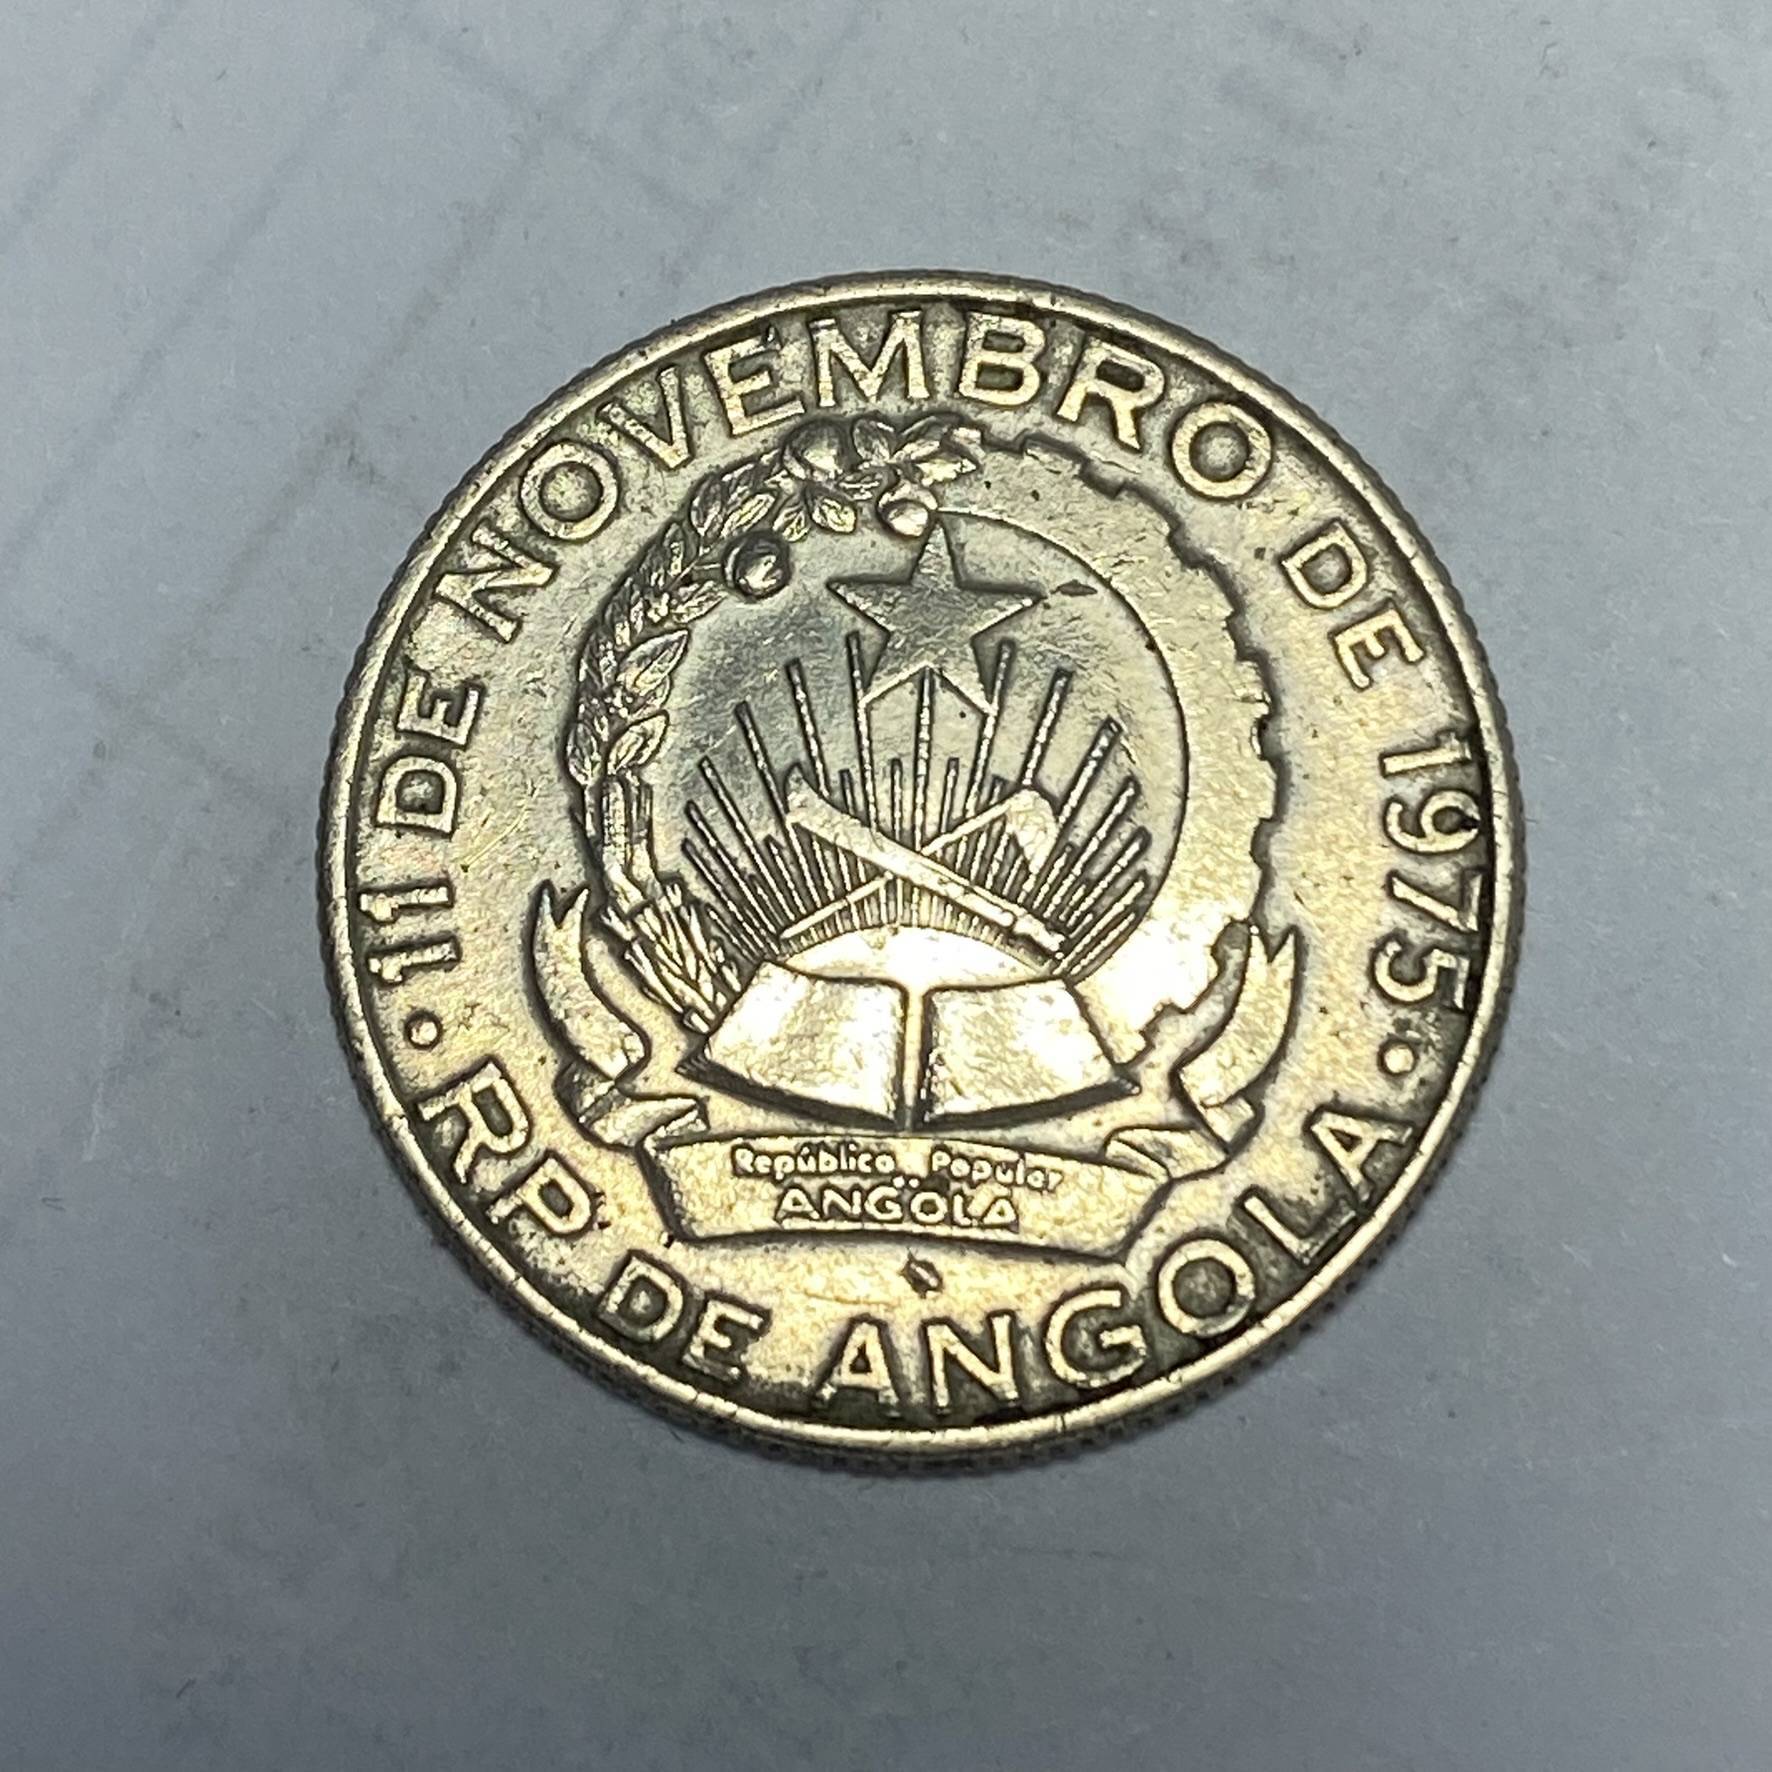 · 11 DE NOVEMBRO DE 1975 ·
República Popular
ANGOLA
RP DE ANGOLA